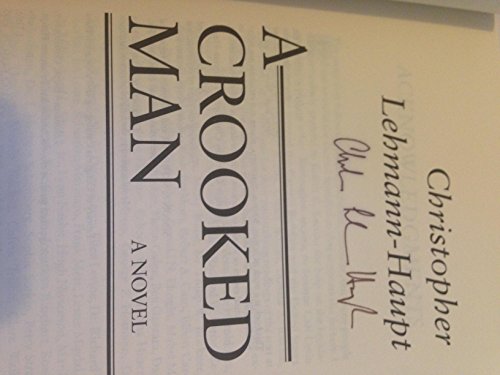 Christopher
Lehmann-Haupt
A
CROOKED
MAN
A NOVEL